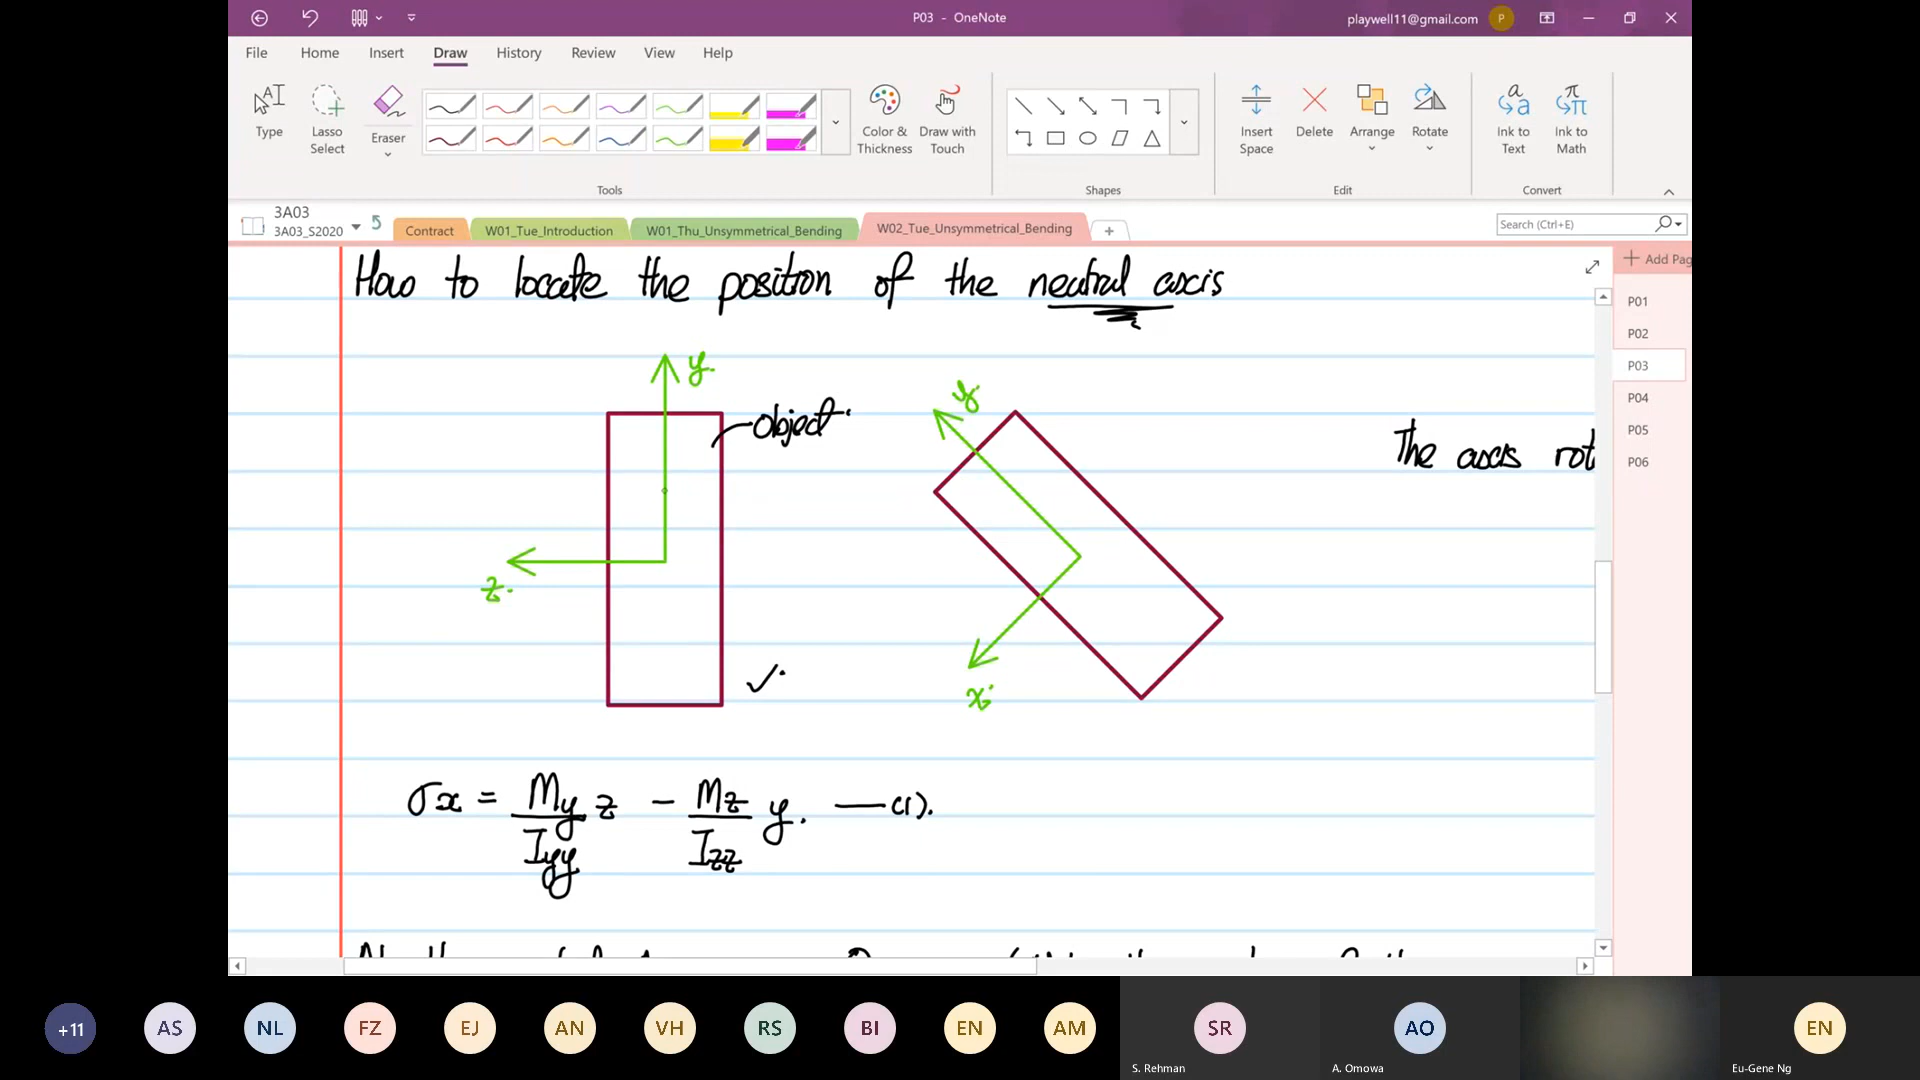 P03 - OneNote
playwell11@gmail.com
P
File Home Insert Draw History Review View Help
Type
Lasso Select
Eraser
Color & Thickness
Draw with Touch
Insert Space
Delete
Arrange
Rotate
Ink to Text
Ink to Math
Tools
Shapes
Edit
Convert
3A03
3A03_S2020
Contract
W01_Tue_Introduction
W01_Thu_Unsymmetrical_Bending
W02_Tue_Unsymmetrical_Bending
Search (Ctrl+E)
Add Pag
P01
P02
P03
P04
P05
P06
How to locate the position of the neutral axis
y
object
z
y
x
The axis rot
σx = My/Iyy z - Mz/Izz y. — (1).
+11 AS NL FZ EJ AN VH RS BI EN AM SR AO EN
S. Rehman
A. Omowa
Eu-Gene Ng